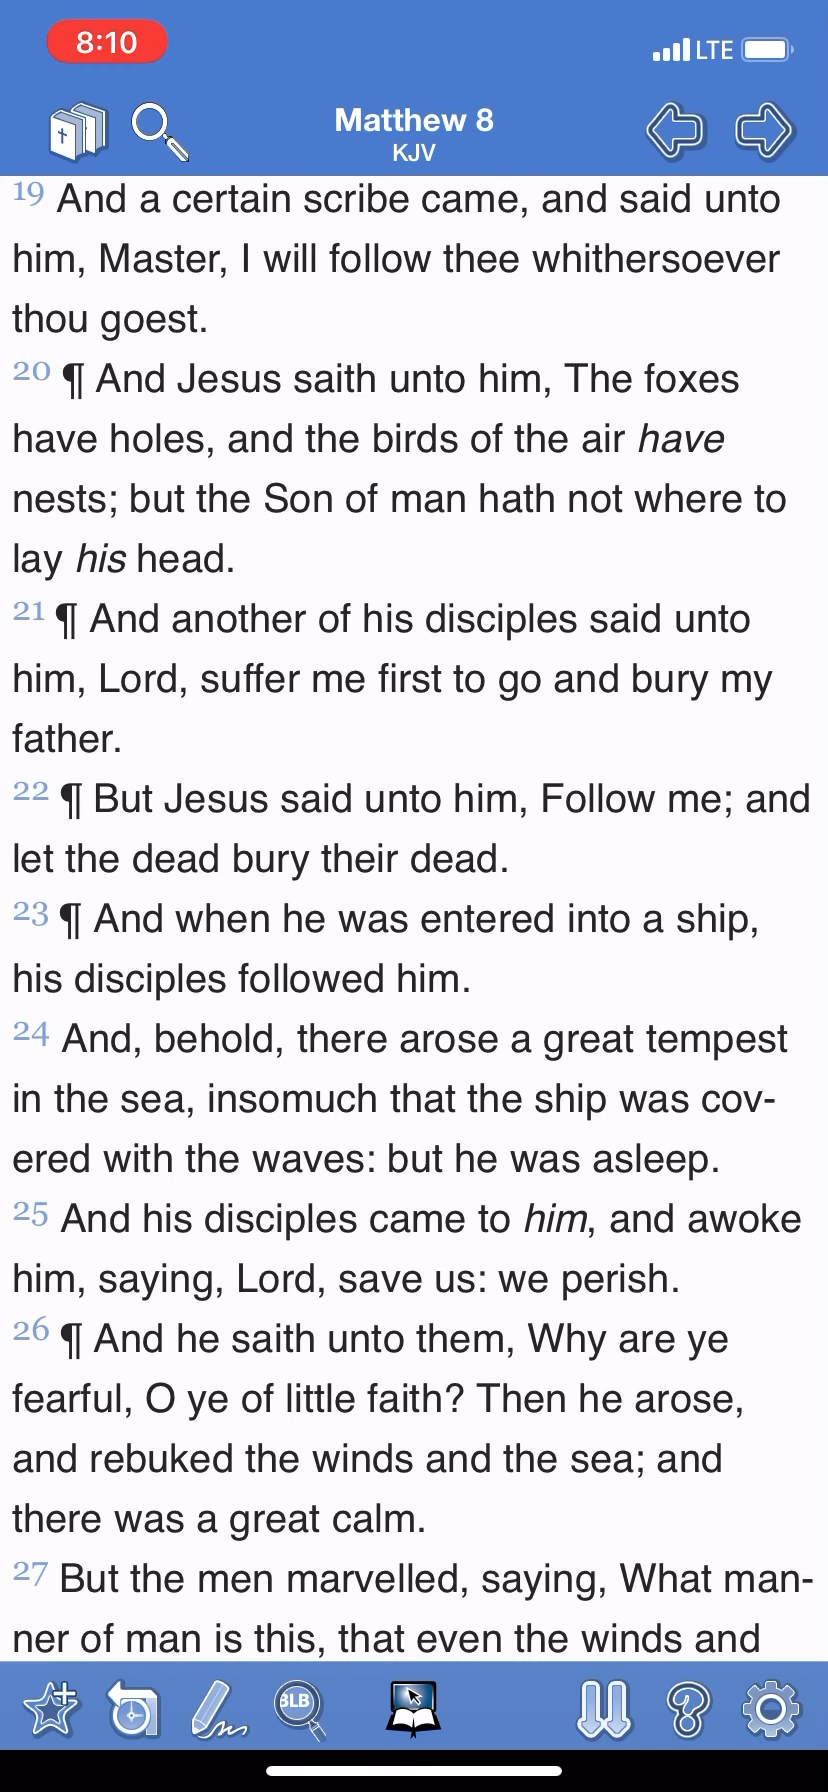 8:10
LTE
Matthew 8
KJV
19 And a certain scribe came, and said unto
him, Master, I will follow thee whithersoever
thou goest.
20 ¶ And Jesus saith unto him, The foxes
have holes, and the birds of the air have
nests; but the Son of man hath not where to
lay his head.
21 ¶ And another of his disciples said unto
him, Lord, suffer me first to go and bury my
father.
22 ¶ But Jesus said unto him, Follow me; and
let the dead bury their dead.
23 ¶ And when he was entered into a ship,
his disciples followed him.
24 And, behold, there arose a great tempest
in the sea, insomuch that the ship was cov-
ered with the waves: but he was asleep.
25 And his disciples came to him, and awoke
him, saying, Lord, save us: we perish.
26 ¶ And he saith unto them, Why are ye
fearful, O ye of little faith? Then he arose,
and rebuked the winds and the sea; and
there was a great calm.
27 But the men marvelled, saying, What man-
ner of man is this, that even the winds and
BLB